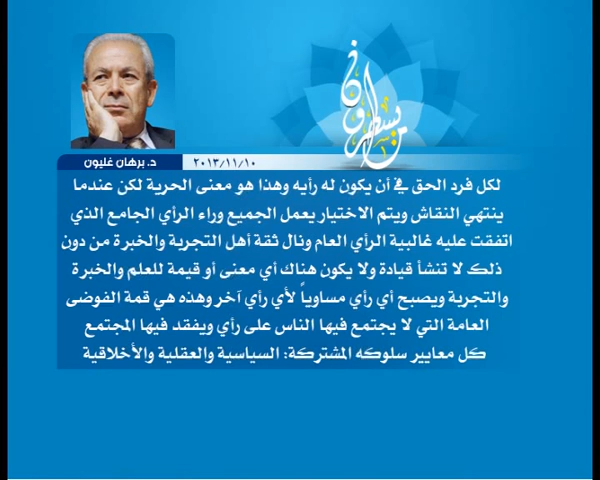 يسطرون
د. برهان غليون
٢٠١٣/١١/١٠
لكل فرد الحق في أن يكون له رأيه وهذا هو معنى الحرية لكن عندما
ينتهي النقاش ويتم الاختيار يعمل الجميع وراء الرأي الجامع الذي
اتفقت عليه غالبية الرأي العام ونال ثقة أهل التجربة والخبرة من دون
ذلك لا تنشأ قيادة ولا يكون هناك أي معنى أو قيمة للعلم والخبرة
والتجربة ويصبح أي رأي مساوياً لأي رأي آخر وهذه هي قمة الفوضى
العامة التي لا يجتمع فيها الناس على رأي ويفقد فيها المجتمع
كل معايير سلوكه المشتركة: السياسية والعقلية والأخلاقية